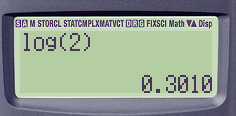 S A M STORCL STATCMPLXMATVCT D R G FIXSCI Math ▼▲ Disp
log(2)
0.3010